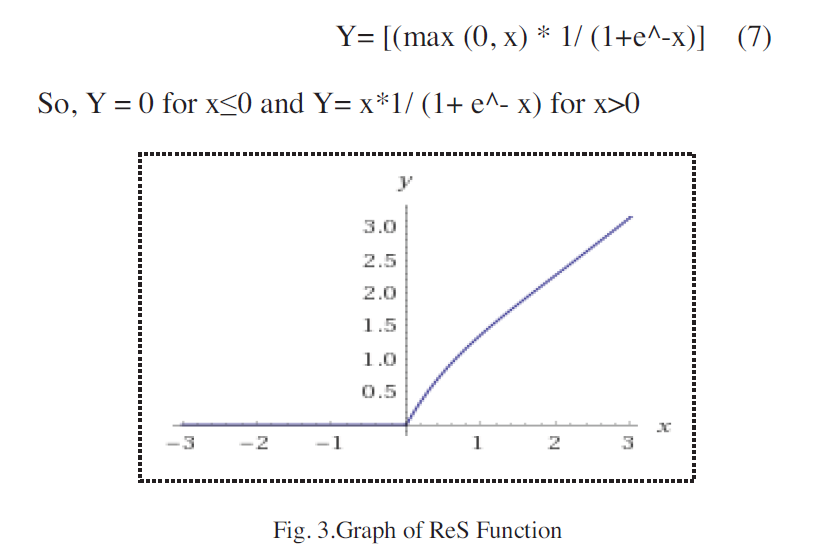 Y= [(max (0, x) * 1/ (1+e^-x)] (7)
So, Y = 0 for x≤0 and Y= x*1/ (1+ e^- x) for x>0
y
3.0
2.5
2.0
1.5
1.0
0.5
−3 −2 −1 1 2 3 x
Fig. 3.Graph of ReS Function